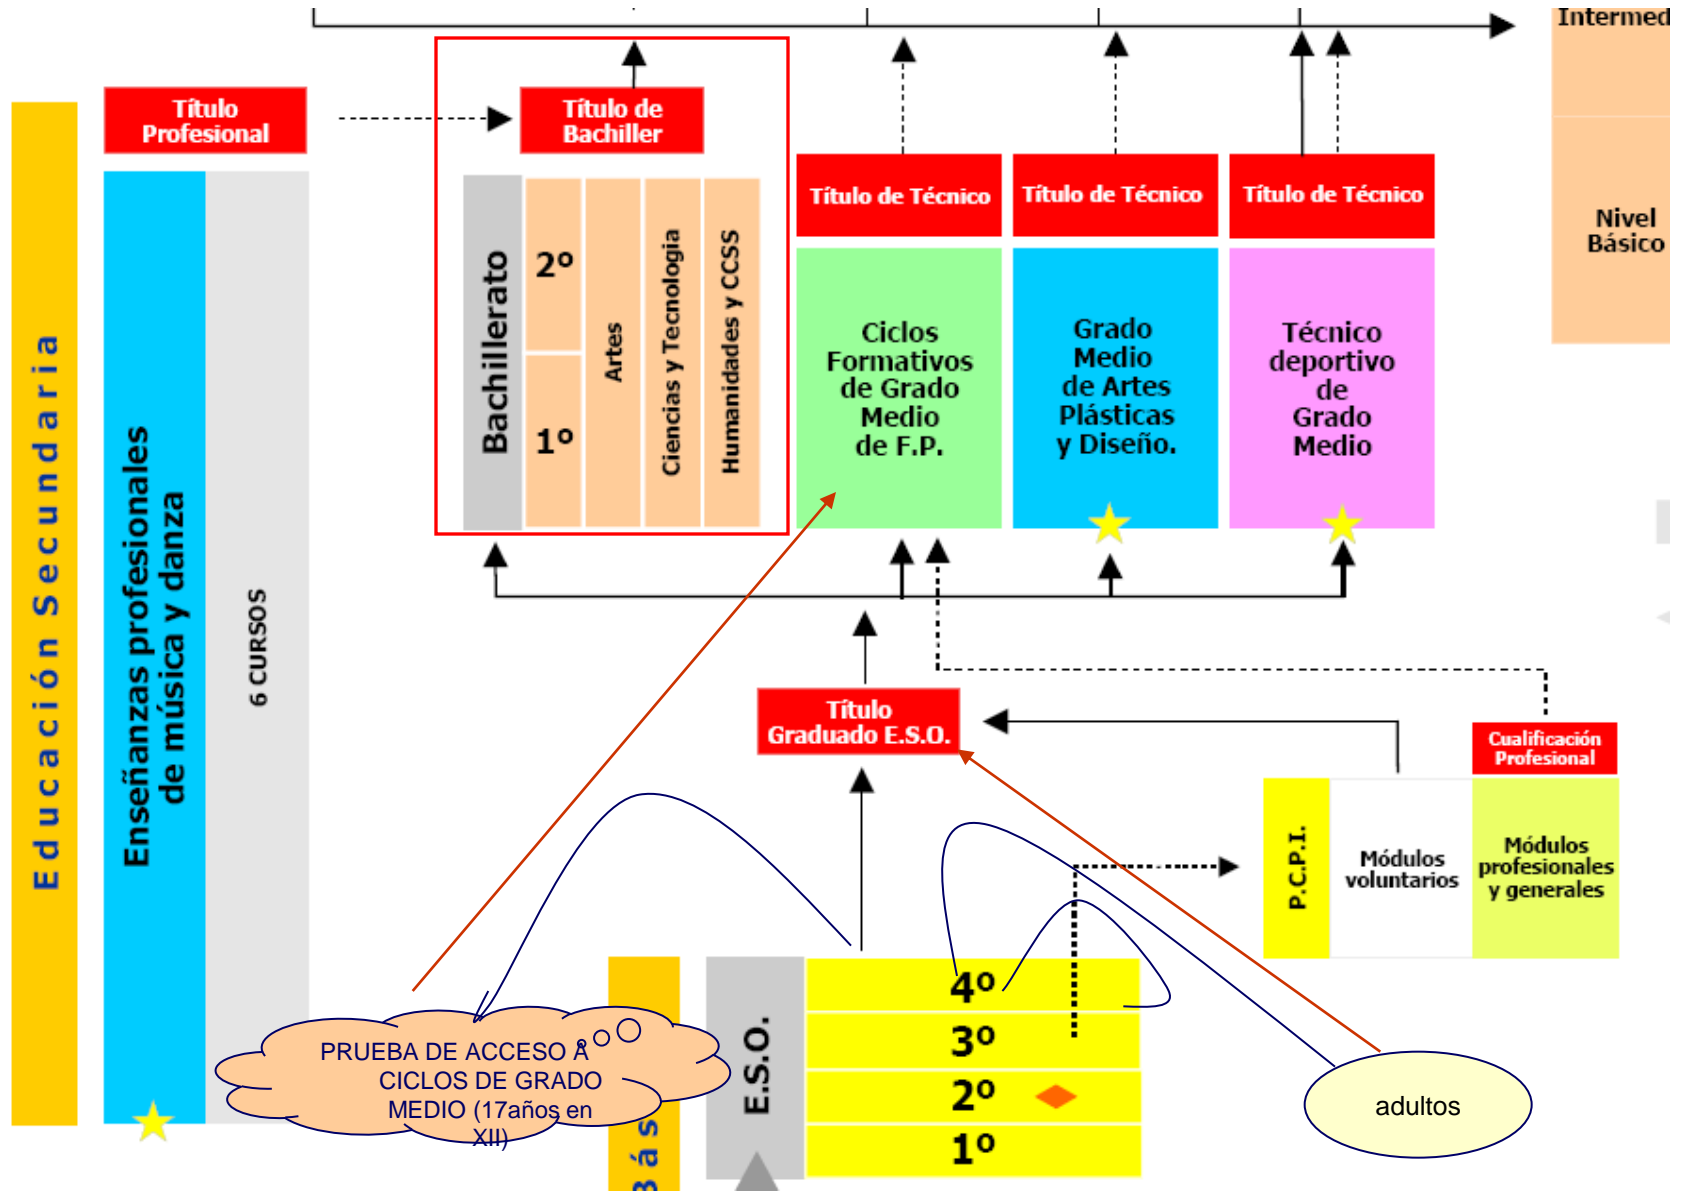 Intermed
Título
Profesional
Título de
Bachiller
Título de Técnico
Título de Técnico
Título de Técnico
Nivel
Básico
Educación Secundaria
Enseñanzas profesionales
de música y danza
6 CURSOS
Bachillerato
2º
1º
Artes
Ciencias y Tecnologia
Humanidades y CCSS
Ciclos
Formativos
de Grado
Medio
de F.P.
Grado
Medio
de Artes
Plásticas
y Diseño.
Técnico
deportivo
de
Grado
Medio
Título
Graduado E.S.O.
Cualificación
Profesional
P.C.P.I.
Módulos
voluntarios
Módulos
profesionales
y generales
PRUEBA DE ACCESO A
CICLOS DE GRADO
MEDIO (17años en
XII)
Bás
E.S.O.
4º
3º
2º
1º
adultos